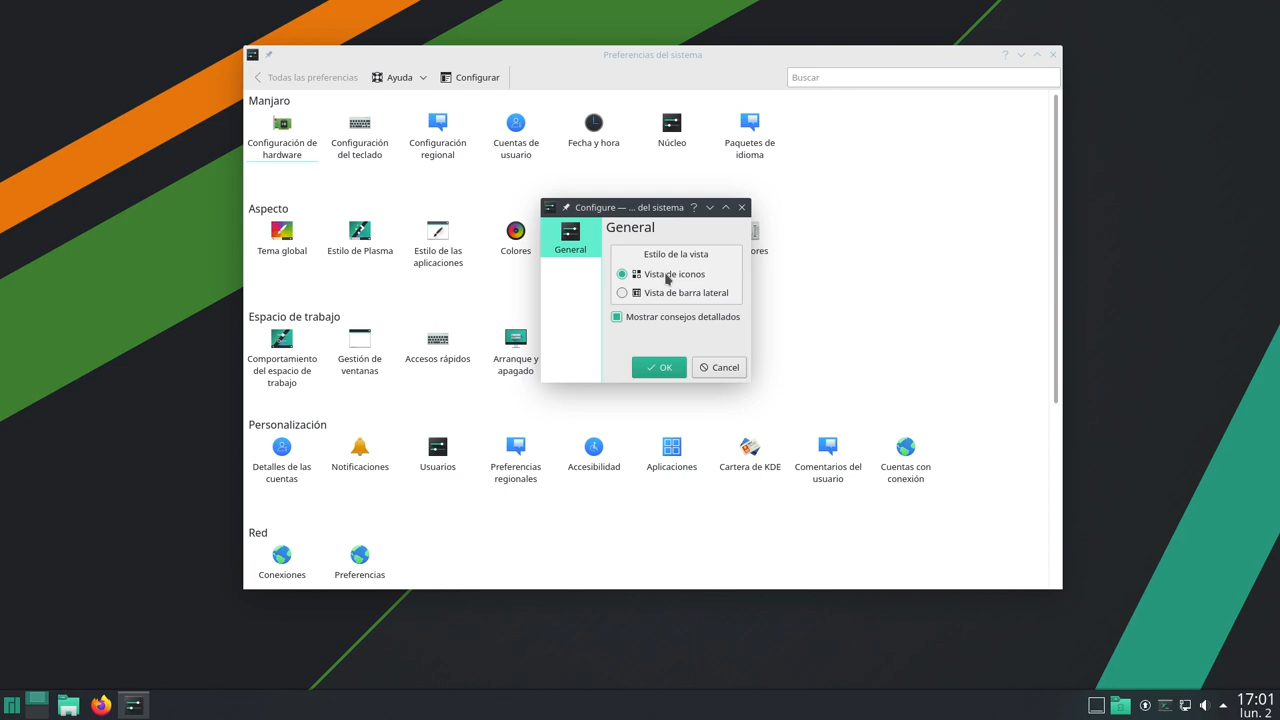 Preferencias del sistema
Todas las preferencias
Ayuda
Configurar
Buscar
Manjaro
Configuración de hardware
Configuración del teclado
Configuración regional
Cuentas de usuario
Fecha y hora
Núcleo
Paquetes de idioma
Aspecto
Tema global
Estilo de Plasma
Estilo de las aplicaciones
Colores
ores
Configure — ... del sistema
General
General
Estilo de la vista
Vista de iconos
Vista de barra lateral
Mostrar consejos detallados
OK
Cancel
Espacio de trabajo
Comportamiento del espacio de trabajo
Gestión de ventanas
Accesos rápidos
Arranque y apagado
Personalización
Detalles de las cuentas
Notificaciones
Usuarios
Preferencias regionales
Accesibilidad
Aplicaciones
Cartera de KDE
Comentarios del usuario
Cuentas con conexión
Red
Conexiones
Preferencias
17:01
lun. 2